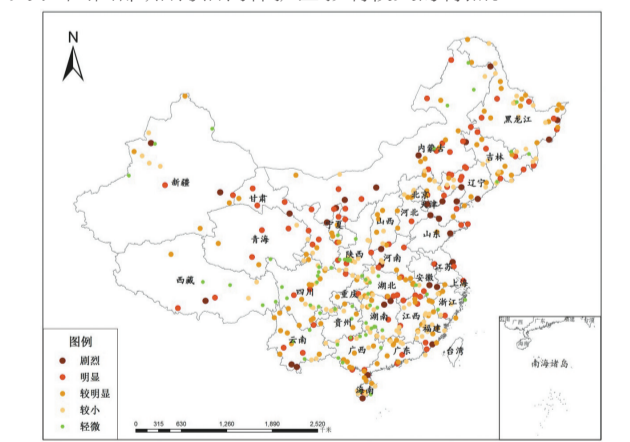 N
黑龙江
内蒙古
吉林
新疆
辽宁
北京
甘肃
天津
河北
宁夏
山西
山东
青海
陕西
河南
西藏
江苏
安徽
上海
四川
湖北
重庆
浙江
湖南
江西
贵州
福建
云南
广西
广东
台湾
海南
南海诸岛
图例
剧烈
明显
较明显
较小
轻微
0 315 630 1,260 1,890 2,520
千米